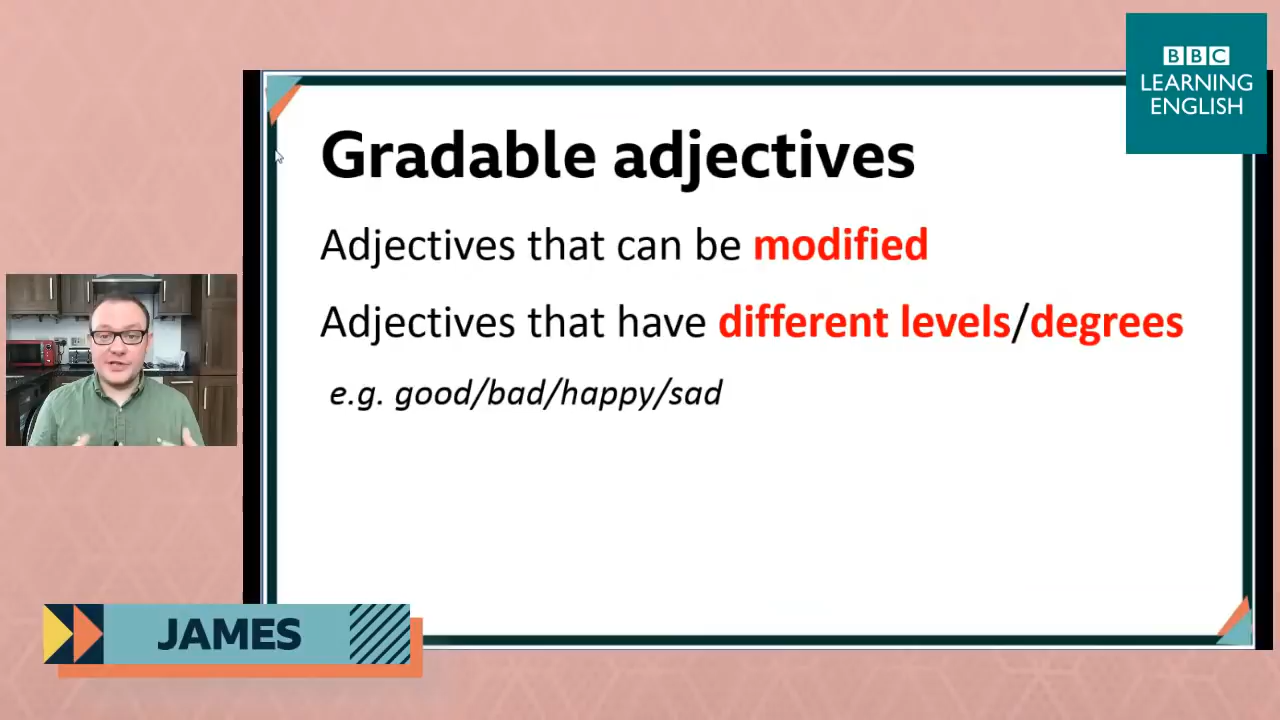 BBC
LEARNING
ENGLISH
Gradable adjectives
Adjectives that can be modified
Adjectives that have different levels/degrees
e.g. good/bad/happy/sad
JAMES